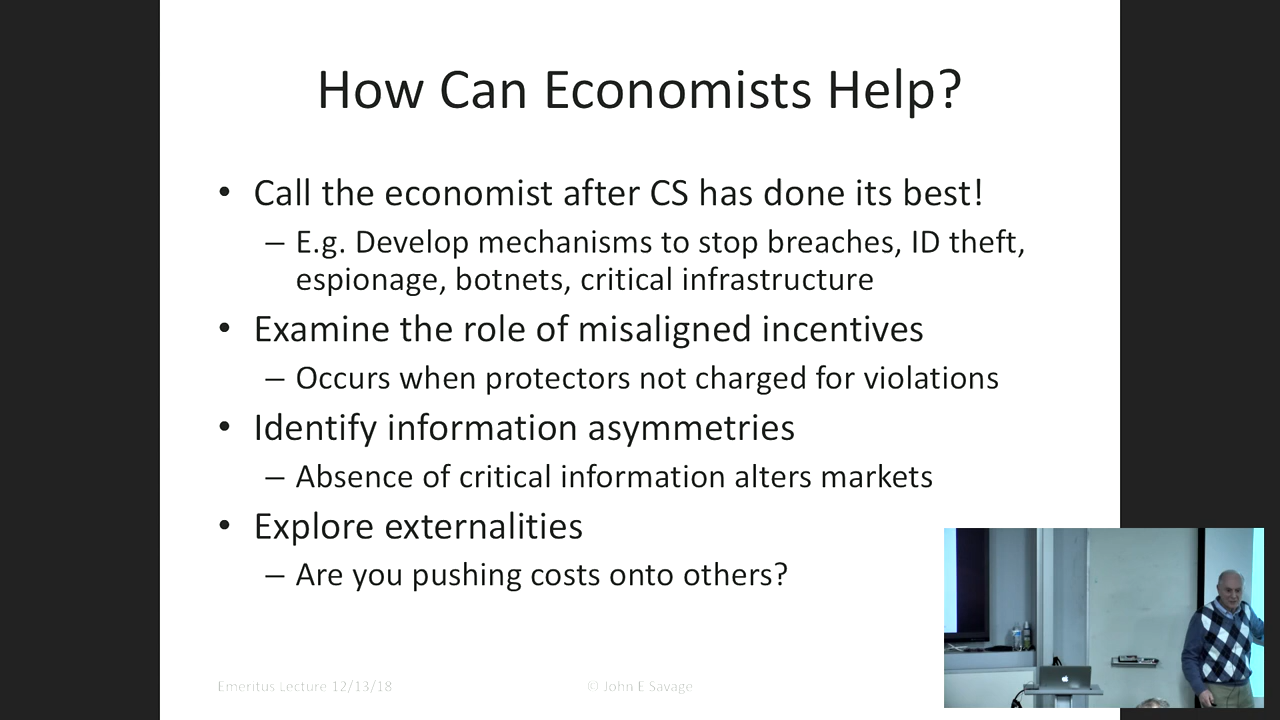 How Can Economists Help?
• Call the economist after CS has done its best!
– E.g. Develop mechanisms to stop breaches, ID theft,
espionage, botnets, critical infrastructure
• Examine the role of misaligned incentives
– Occurs when protectors not charged for violations
• Identify information asymmetries
– Absence of critical information alters markets
• Explore externalities
– Are you pushing costs onto others?
Emeritus Lecture 12/13/18
© John E Savage